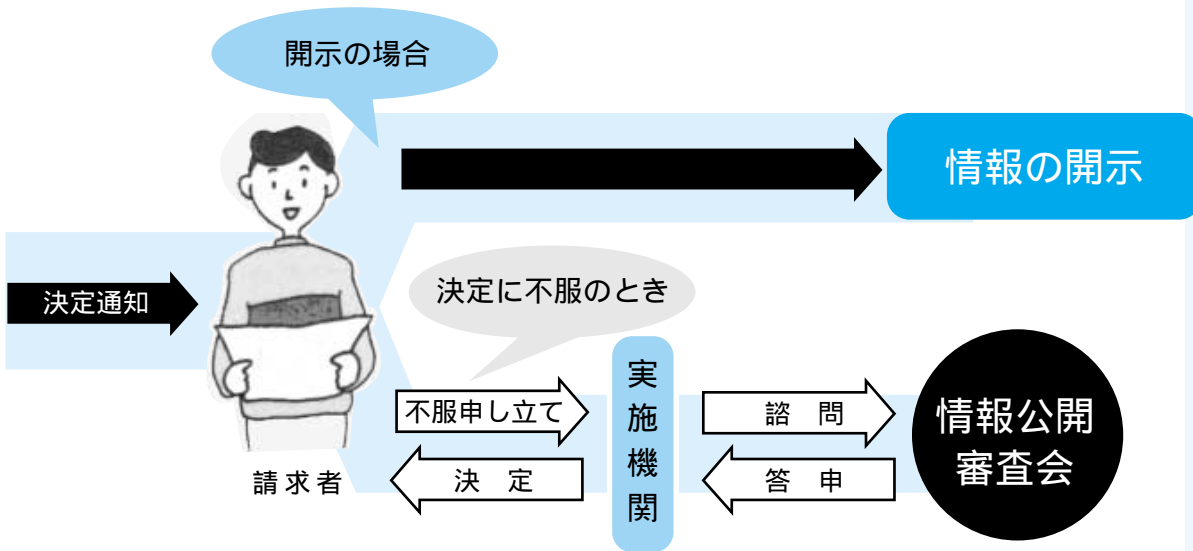 開示の場合
情報の開示
決定通知
決定に不服のとき
不服申し立て
実施機関
諮問
情報公開
審査会
決定
答申
請求者